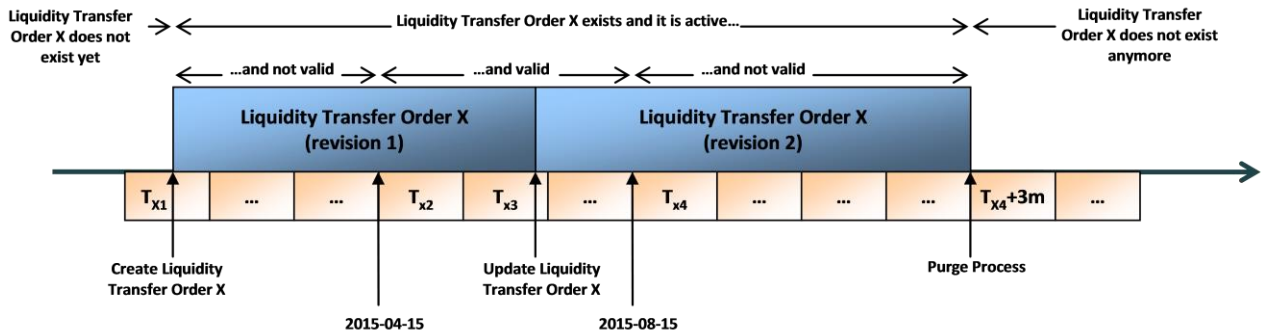 Liquidity Transfer
Order X does not
exist yet
Liquidity Transfer Order X exists and it is active...
Liquidity Transfer
Order X does not exist
anymore
...and not valid
...and valid
...and not valid
Liquidity Transfer Order X
(revision 1)
Liquidity Transfer Order X
(revision 2)
TX1
...
...
Tx2
Tx3
...
Tx4
...
...
...
TX4+3m
...
Create Liquidity
Transfer Order X
Update Liquidity
Transfer Order X
Purge Process
2015-04-15
2015-08-15